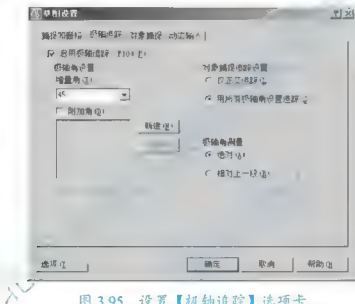 草图设置
捕捉和栅格 极轴追踪 对象捕捉 动态输入
启用极轴追踪 (F10)(P)
极轴角设置
增量角(I):
45
附加角(D)
新建(N)
对象捕捉追踪设置
仅正交追踪(L)
用所有极轴角设置追踪(S)
极轴角测量
绝对(A)
相对上一段(R)
选项(T)...
确定 取消 帮助(H)
图 3.95 设置【极轴追踪】选项卡